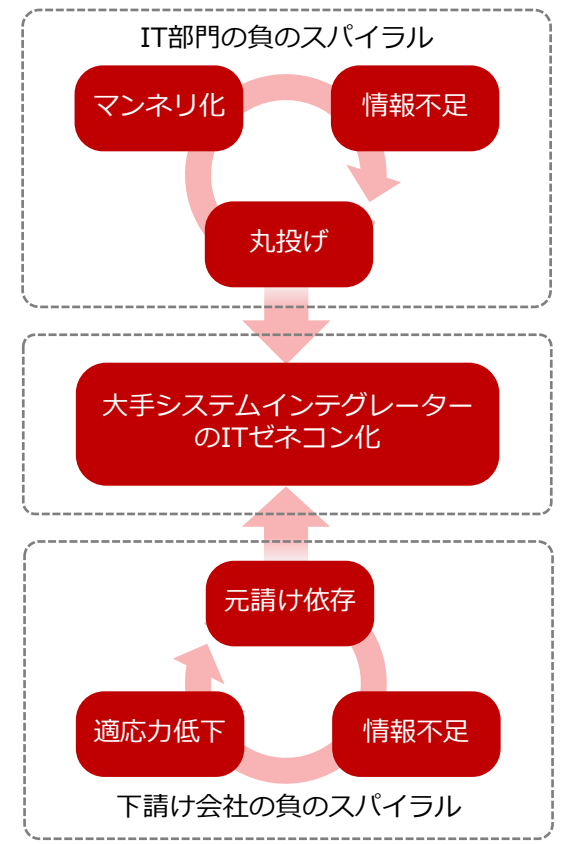 IT部門の負のスパイラル
マンネリ化
情報不足
丸投げ
大手システムインテグレーター
のITゼネコン化
元請け依存
適応力低下
情報不足
下請け会社の負のスパイラル